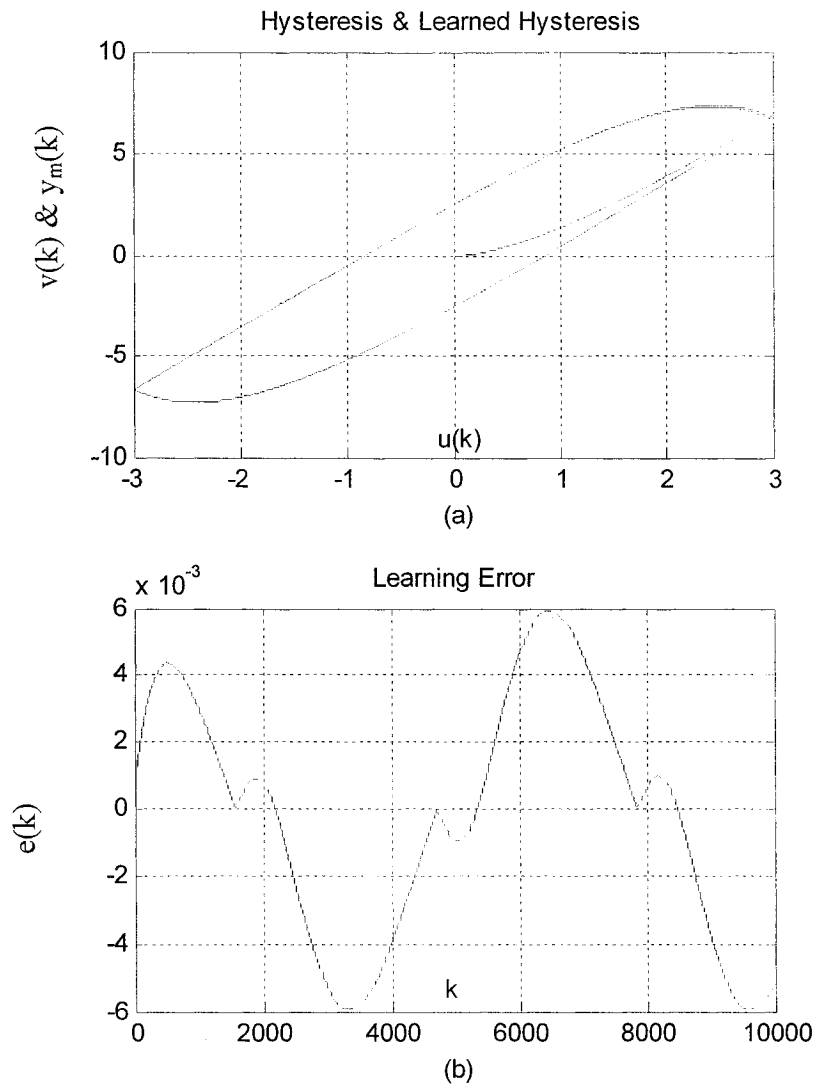 Hysteresis & Learned Hysteresis
v(k) & yₘ(k)
10
5
0
-5
-10
-3
-2
-1
0
1
2
3
u(k)
(a)
x 10⁻³
Learning Error
e(k)
6
4
2
0
-2
-4
-6
0
2000
4000
6000
8000
10000
k
(b)